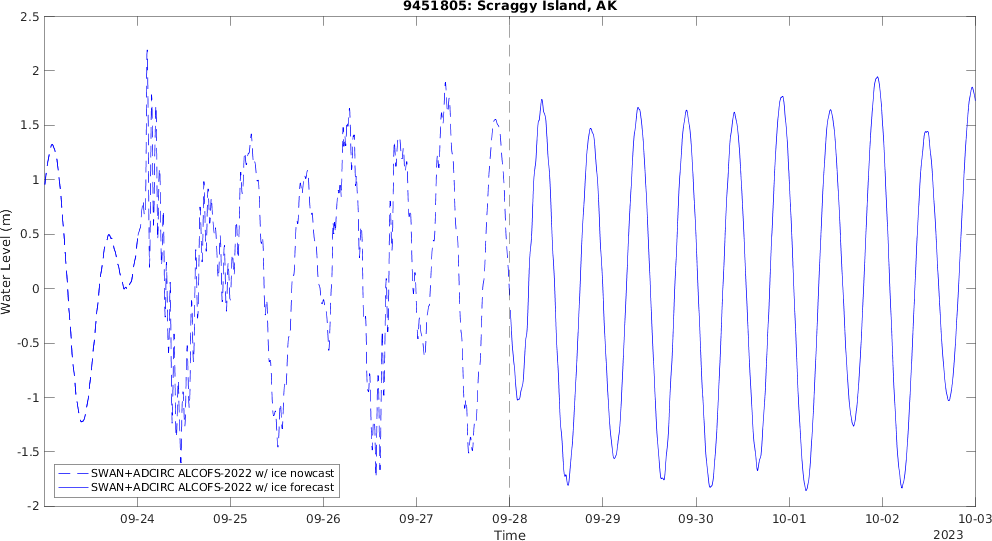 9451805: Scraggy Island, AK
2.5
2
1.5
1
0.5
0
-0.5
-1
-1.5
-2
Water Level (m)
SWAN+ADCIRC ALCOFS-2022 w/ ice nowcast
SWAN+ADCIRC ALCOFS-2022 w/ ice forecast
09-24 09-25 09-26 09-27 09-28 09-29 09-30 10-01 10-02 10-03
Time
2023